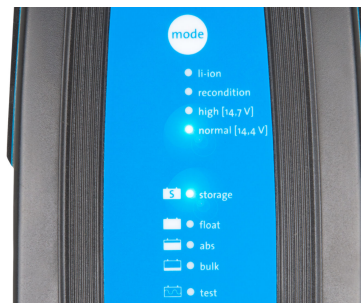 mode
li-ion
recondition
high [14,7 V]
normal [14,4 V]
S storage
float
abs
bulk
test